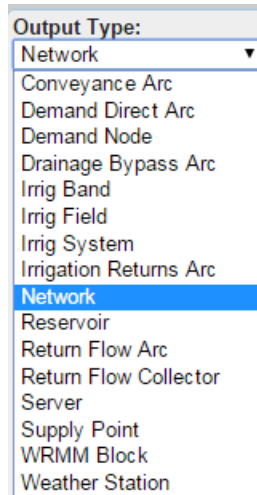 Output Type:
Network
Conveyance Arc
Demand Direct Arc
Demand Node
Drainage Bypass Arc
Irrig Band
Irrig Field
Irrig System
Irrigation Returns Arc
Network
Reservoir
Return Flow Arc
Return Flow Collector
Server
Supply Point
WRMM Block
Weather Station